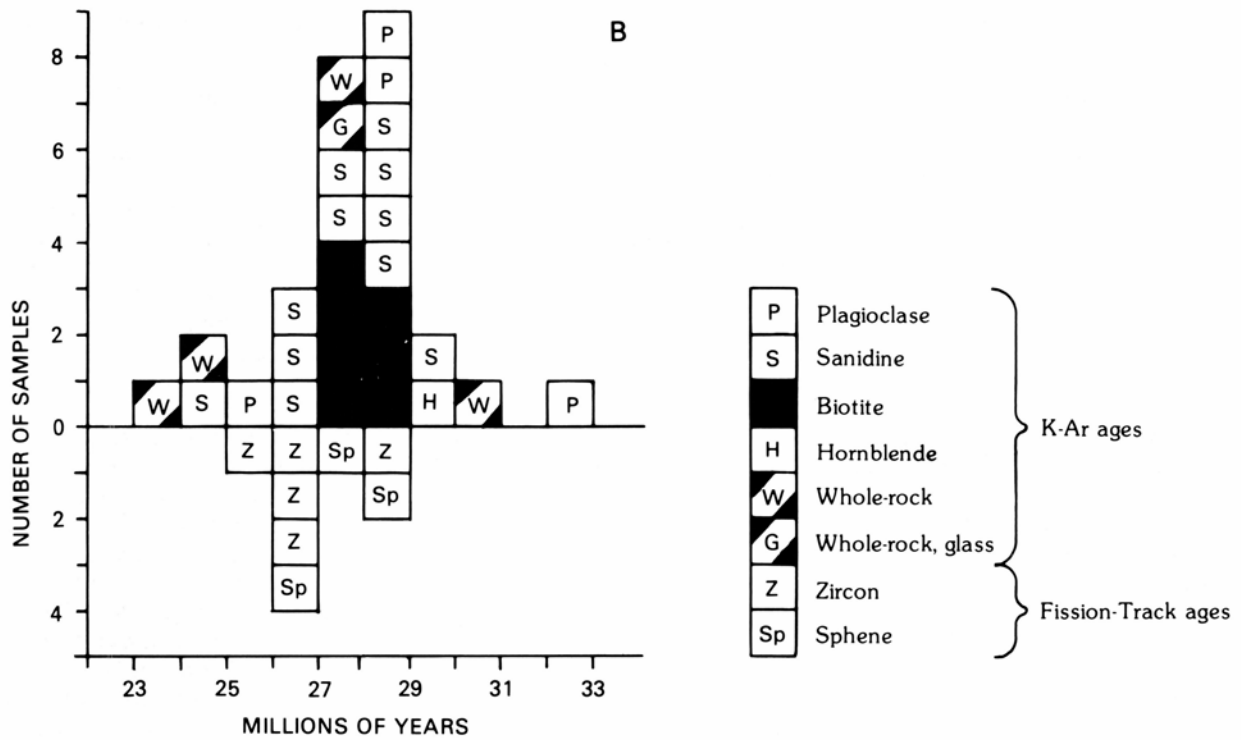 B
NUMBER OF SAMPLES
8
6
4
2
0
2
4
P
W P
G S
S S
S S
S
S
W S S
W S P S H W P
Z Z Sp Z
Z Sp
Z
Sp
23 25 27 29 31 33
MILLIONS OF YEARS
P Plagioclase
S Sanidine
Biotite
H Hornblende
W Whole-rock
G Whole-rock, glass
Z Zircon
Sp Sphene
K-Ar ages
Fission-Track ages